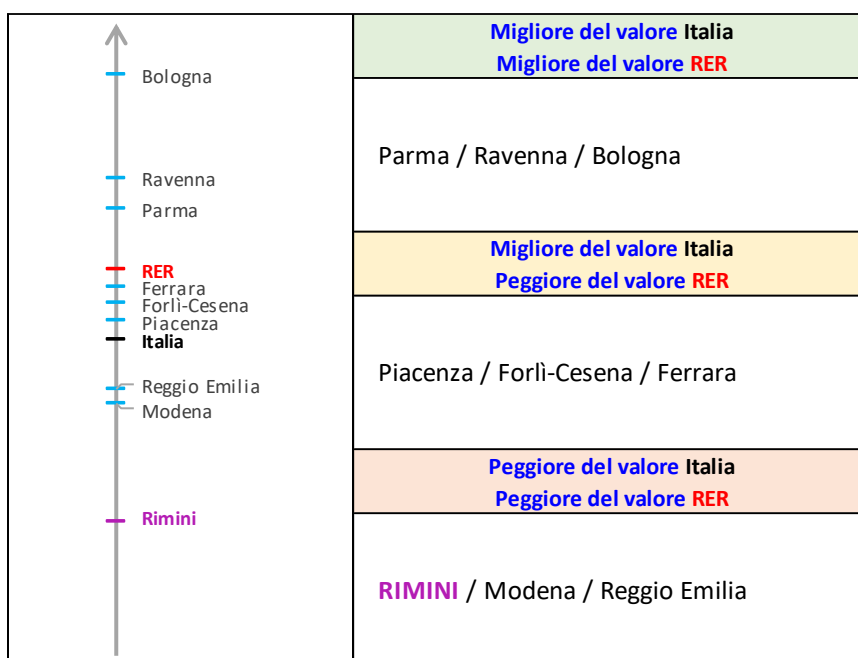 Bologna
Ravenna
Parma
RER
Ferrara
Forlì-Cesena
Piacenza
Italia
Reggio Emilia
Modena
Rimini
Migliore del valore Italia
Migliore del valore RER
Parma / Ravenna / Bologna
Migliore del valore Italia
Peggiore del valore RER
Piacenza / Forlì-Cesena / Ferrara
Peggiore del valore Italia
Peggiore del valore RER
RIMINI / Modena / Reggio Emilia